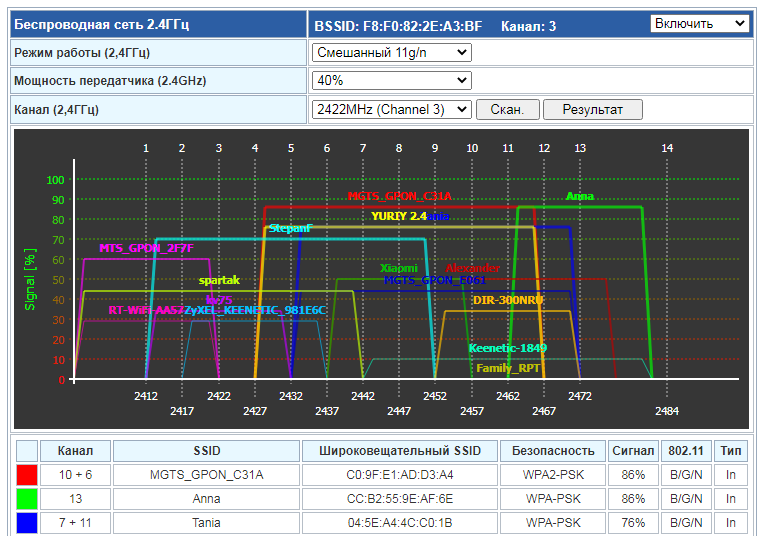 Беспроводная сеть 2.4ГГц BSSID: F8:F0:82:2E:A3:BF Канал: 3 Включить
Режим работы (2,4ГГц) Смешанный 11g/n
Мощность передатчика (2.4GHz) 40%
Канал (2,4ГГц) 2422MHz (Channel 3) Скан. Результат
1 2 3 4 5 6 7 8 9 10 11 12 13 14
Signal [%]
100
90
80
70
60
50
40
30
20
10
0
MGTS_GPON_C31A Anna
YURIY 2.4
StepanF
MTS_GPON_2F7F
Xiaomi Alexander
spartak MGTS_GPON_E061
DIR-300NRU
ZyXEL_KEENETIC_981E6C
Keenetic-1849
Family_RPT
2412 2422 2432 2442 2452 2462 2472
2417 2427 2437 2447 2457 2467 2484
Канал SSID Широковещательный SSID Безопасность Сигнал 802.11 Тип
10 + 6 MGTS_GPON_C31A C0:9F:E1:AD:D3:A4 WPA2-PSK 86% B/G/N In
13 Anna CC:B2:55:9E:AF:6E WPA-PSK 86% B/G/N In
7 + 11 Tania 04:5E:A4:4C:C0:1B WPA-PSK 76% B/G/N In